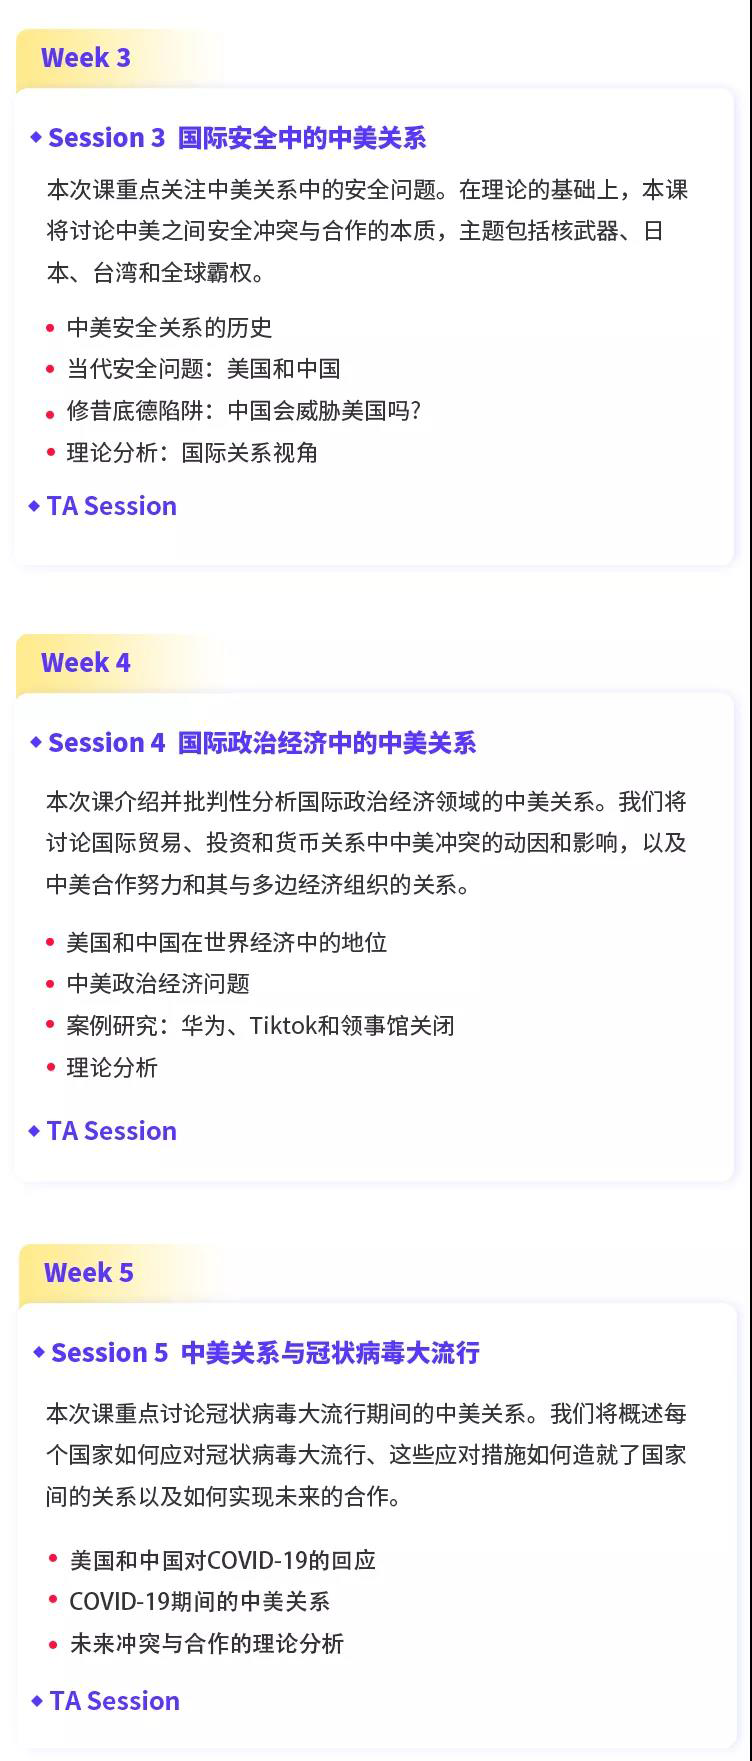 Week 3
Session 3 国际安全中的中美关系
本次课重点关注中美关系中的安全问题。在理论的基础上，本课
将讨论中美之间安全冲突与合作的本质，主题包括核武器、日
本、台湾和全球霸权。
中美安全关系的历史
当代安全问题：美国和中国
修昔底德陷阱：中国会威胁美国吗?
理论分析：国际关系视角
TA Session
Week 4
Session 4 国际政治经济中的中美关系
本次课介绍并批判性分析国际政治经济领域的中美关系。我们将
讨论国际贸易、投资和货币关系中中美冲突的动因和影响，以及
中美合作努力和其与多边经济组织的关系。
美国和中国在世界经济中的地位
中美政治经济问题
案例研究：华为、Tiktok和领事馆关闭
理论分析
TA Session
Week 5
Session 5 中美关系与冠状病毒大流行
本次课重点讨论冠状病毒大流行期间的中美关系。我们将概述每
个国家如何应对冠状病毒大流行、这些应对措施如何造就了国家
间的关系以及如何实现未来的合作。
美国和中国对COVID-19的回应
COVID-19期间的中美关系
未来冲突与合作的理论分析
TA Session